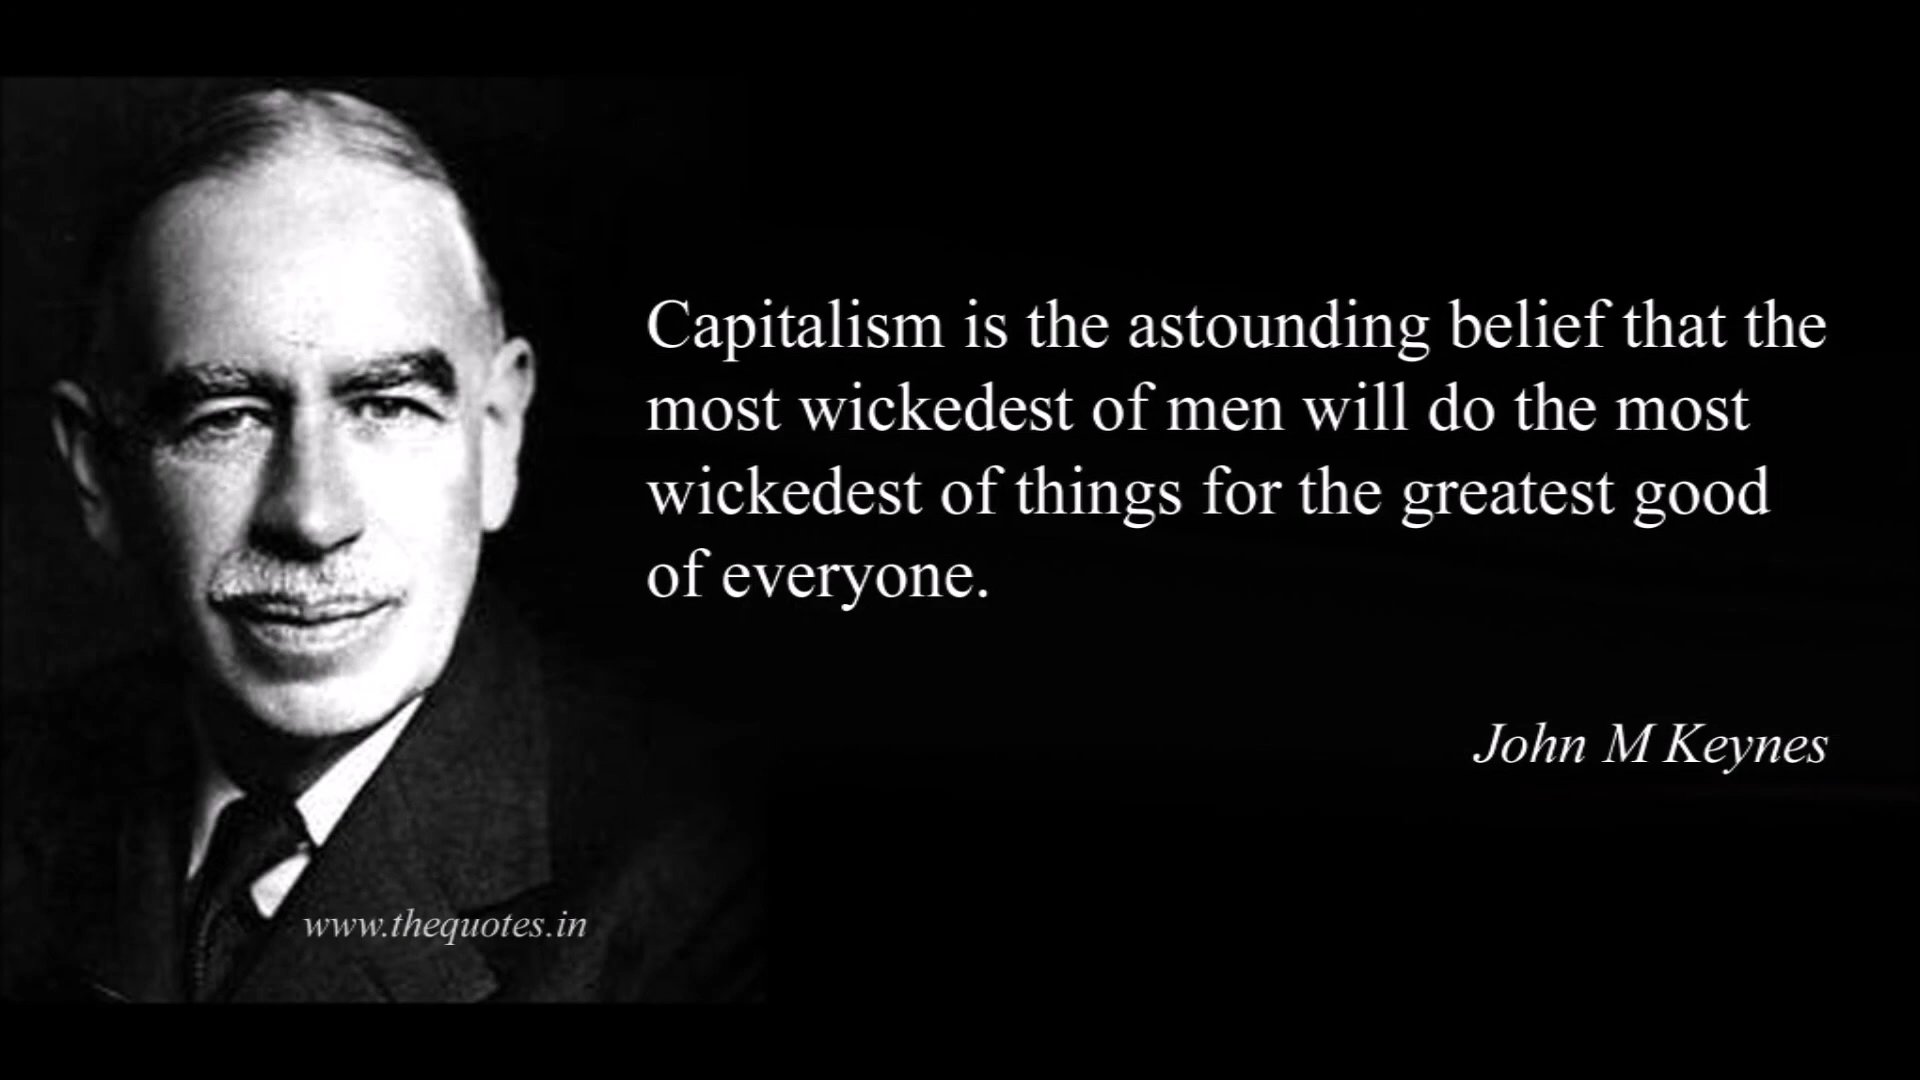 Capitalism is the astounding belief that the
most wickedest of men will do the most
wickedest of things for the greatest good
of everyone.
John M Keynes
www.thequotes.in